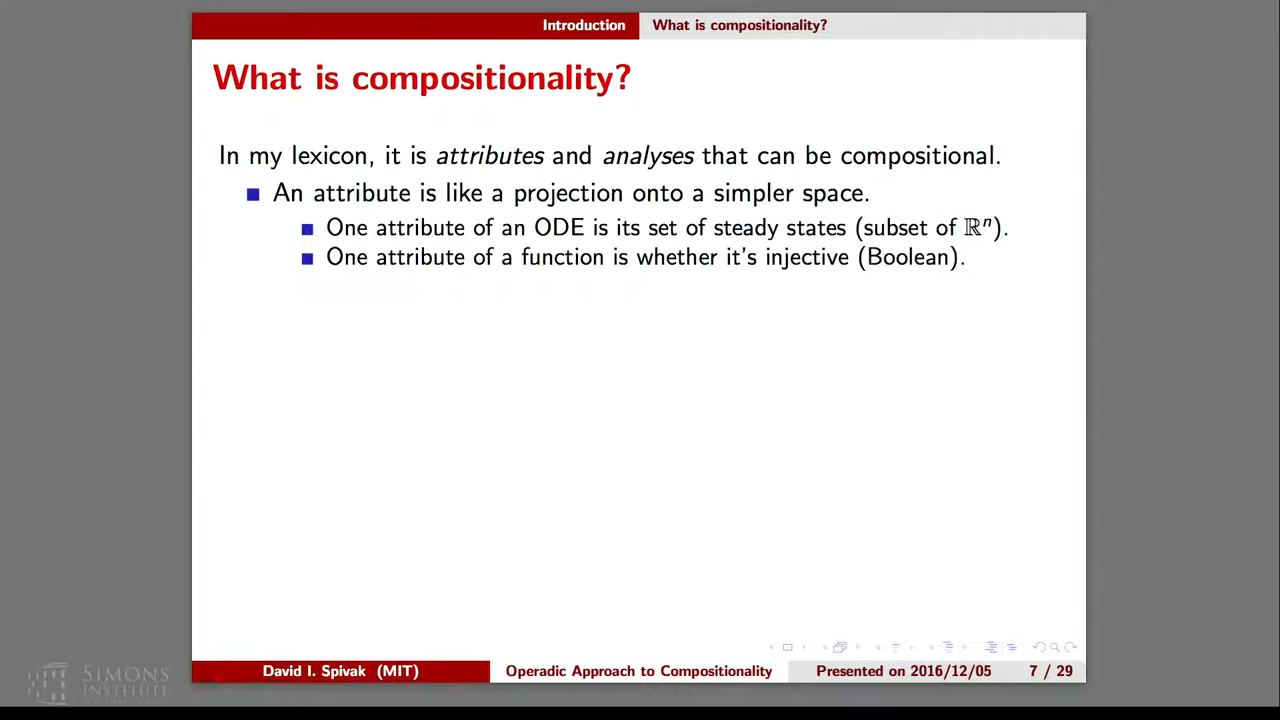 Introduction What is compositionality?
What is compositionality?
In my lexicon, it is attributes and analyses that can be compositional.
An attribute is like a projection onto a simpler space.
One attribute of an ODE is its set of steady states (subset of ℝⁿ).
One attribute of a function is whether it's injective (Boolean).
David I. Spivak (MIT) Operadic Approach to Compositionality Presented on 2016/12/05 7 / 29
SIMONS
INSTITUTE